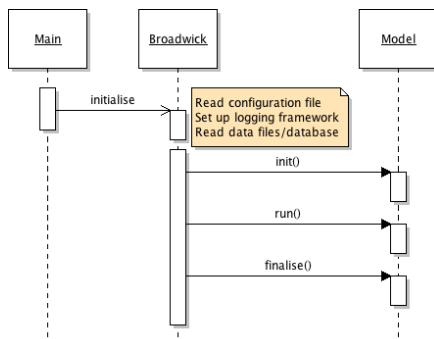 Main
Broadwick
Model
initialise
Read configuration file
Set up logging framework
Read data files/database
init()
run()
finalise()